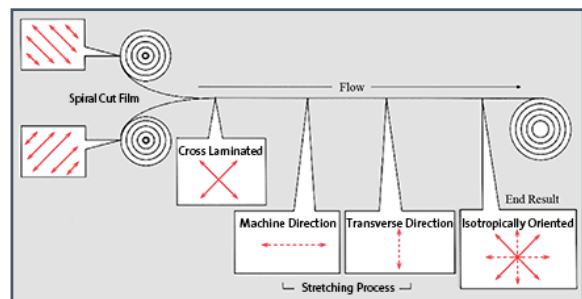 Flow
Spiral Cut Film
Cross Laminated
End Result
Machine Direction
Transverse Direction
Isotropically Oriented
Stretching Process